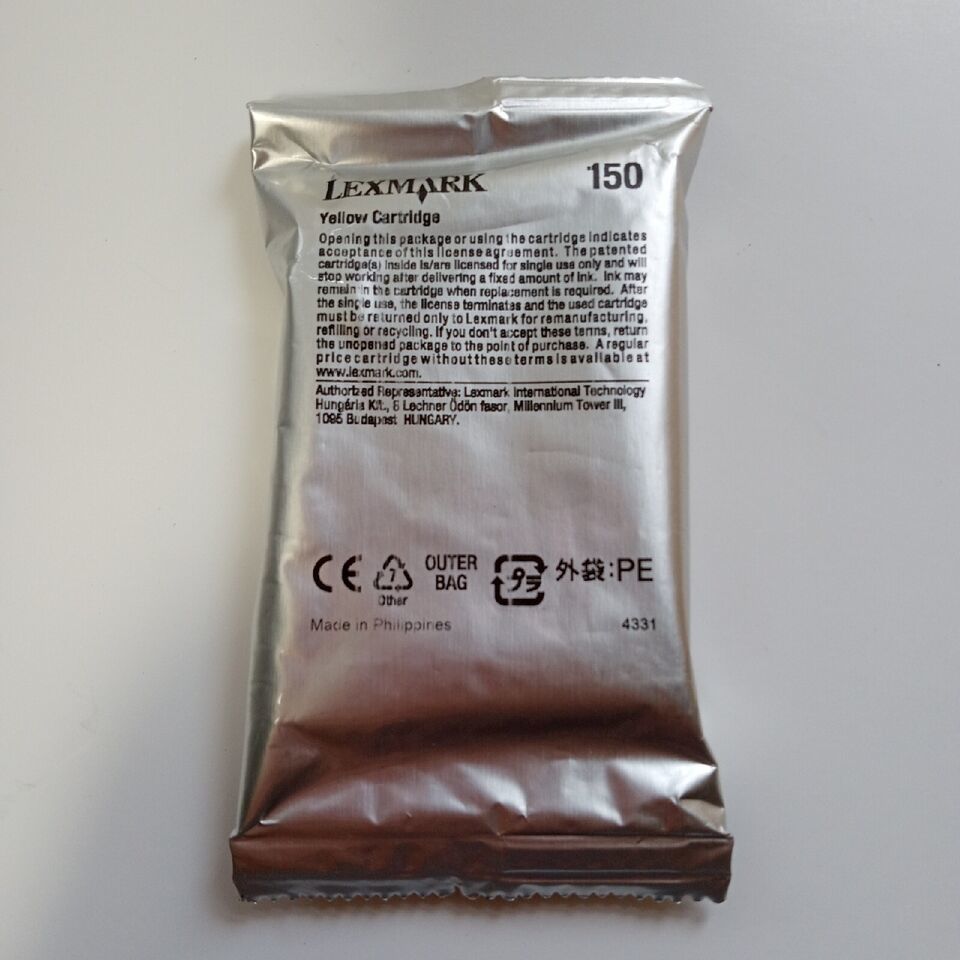 LEXMARK 150
Yellow Cartridge
Opening this package or using the cartridge indicates
acceptance of this license agreement. The patented
cartridge(s) inside is/are licensed for single use only and will
stop working after delivering a fixed amount of ink. Ink may
remain in the cartridge when replacement is required. After
the single use, the license terminates and the used cartridge
must be returned only to Lexmark for remanufacturing,
refilling or recycling. If you don't accept these terms, return
the unopened package to the point of purchase. A regular
price cartridge without these terms is available at
www.lexmark.com.
Authorized Representative: Lexmark International Technology
Hungária Kft., 8 Lechner Ödön fasor, Millennium Tower III,
1095 Budapest HUNGARY.
CE 7 OUTER BAG プラ 外袋:PE
Other
Made in Philippines 4331